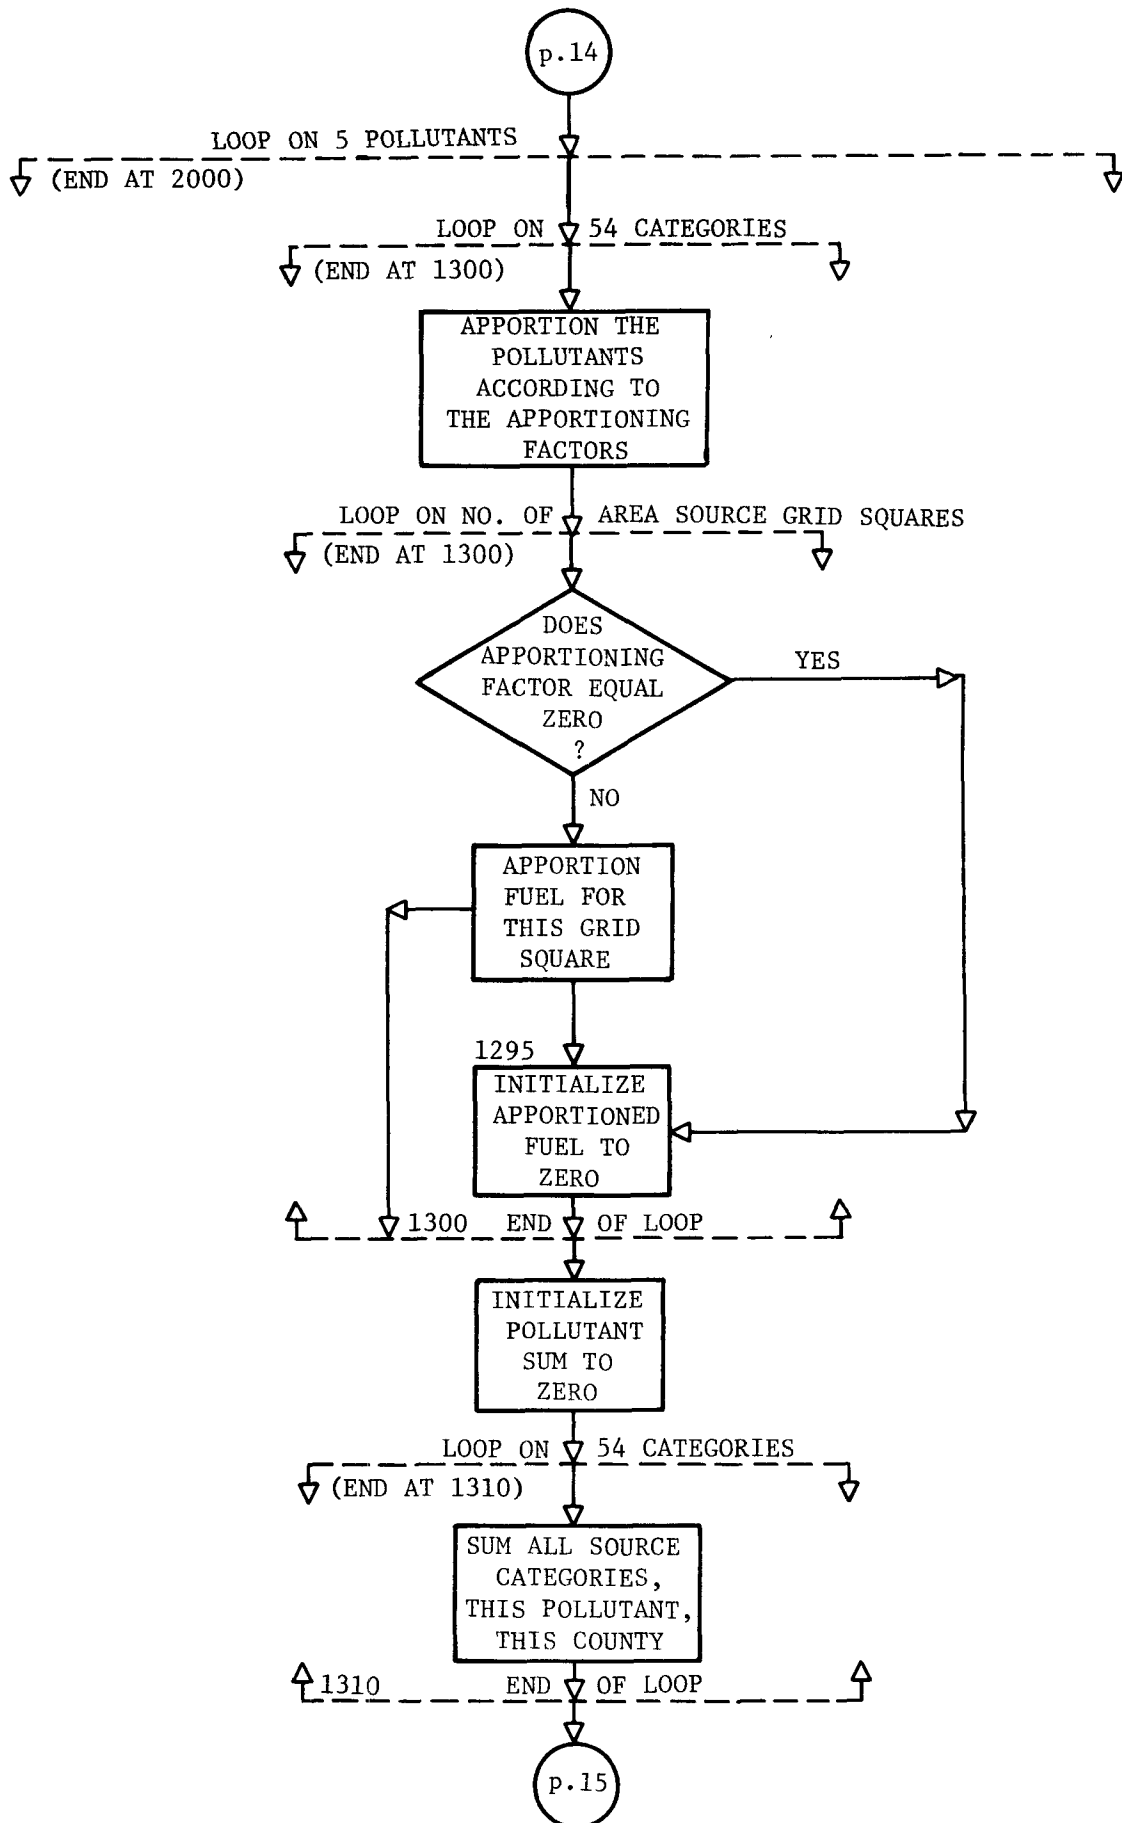 p.14
LOOP ON 5 POLLUTANTS
(END AT 2000)
LOOP ON 54 CATEGORIES
(END AT 1300)
APPORTION THE
POLLUTANTS
ACCORDING TO
THE APPORTIONING
FACTORS
LOOP ON NO. OF AREA SOURCE GRID SQUARES
(END AT 1300)
DOES
APPORTIONING
FACTOR EQUAL
ZERO
?
YES
NO
APPORTION
FUEL FOR
THIS GRID
SQUARE
1295
INITIALIZE
APPORTIONED
FUEL TO
ZERO
1300 END OF LOOP
INITIALIZE
POLLUTANT
SUM TO
ZERO
LOOP ON 54 CATEGORIES
(END AT 1310)
SUM ALL SOURCE
CATEGORIES,
THIS POLLUTANT,
THIS COUNTY
1310 END OF LOOP
p.15